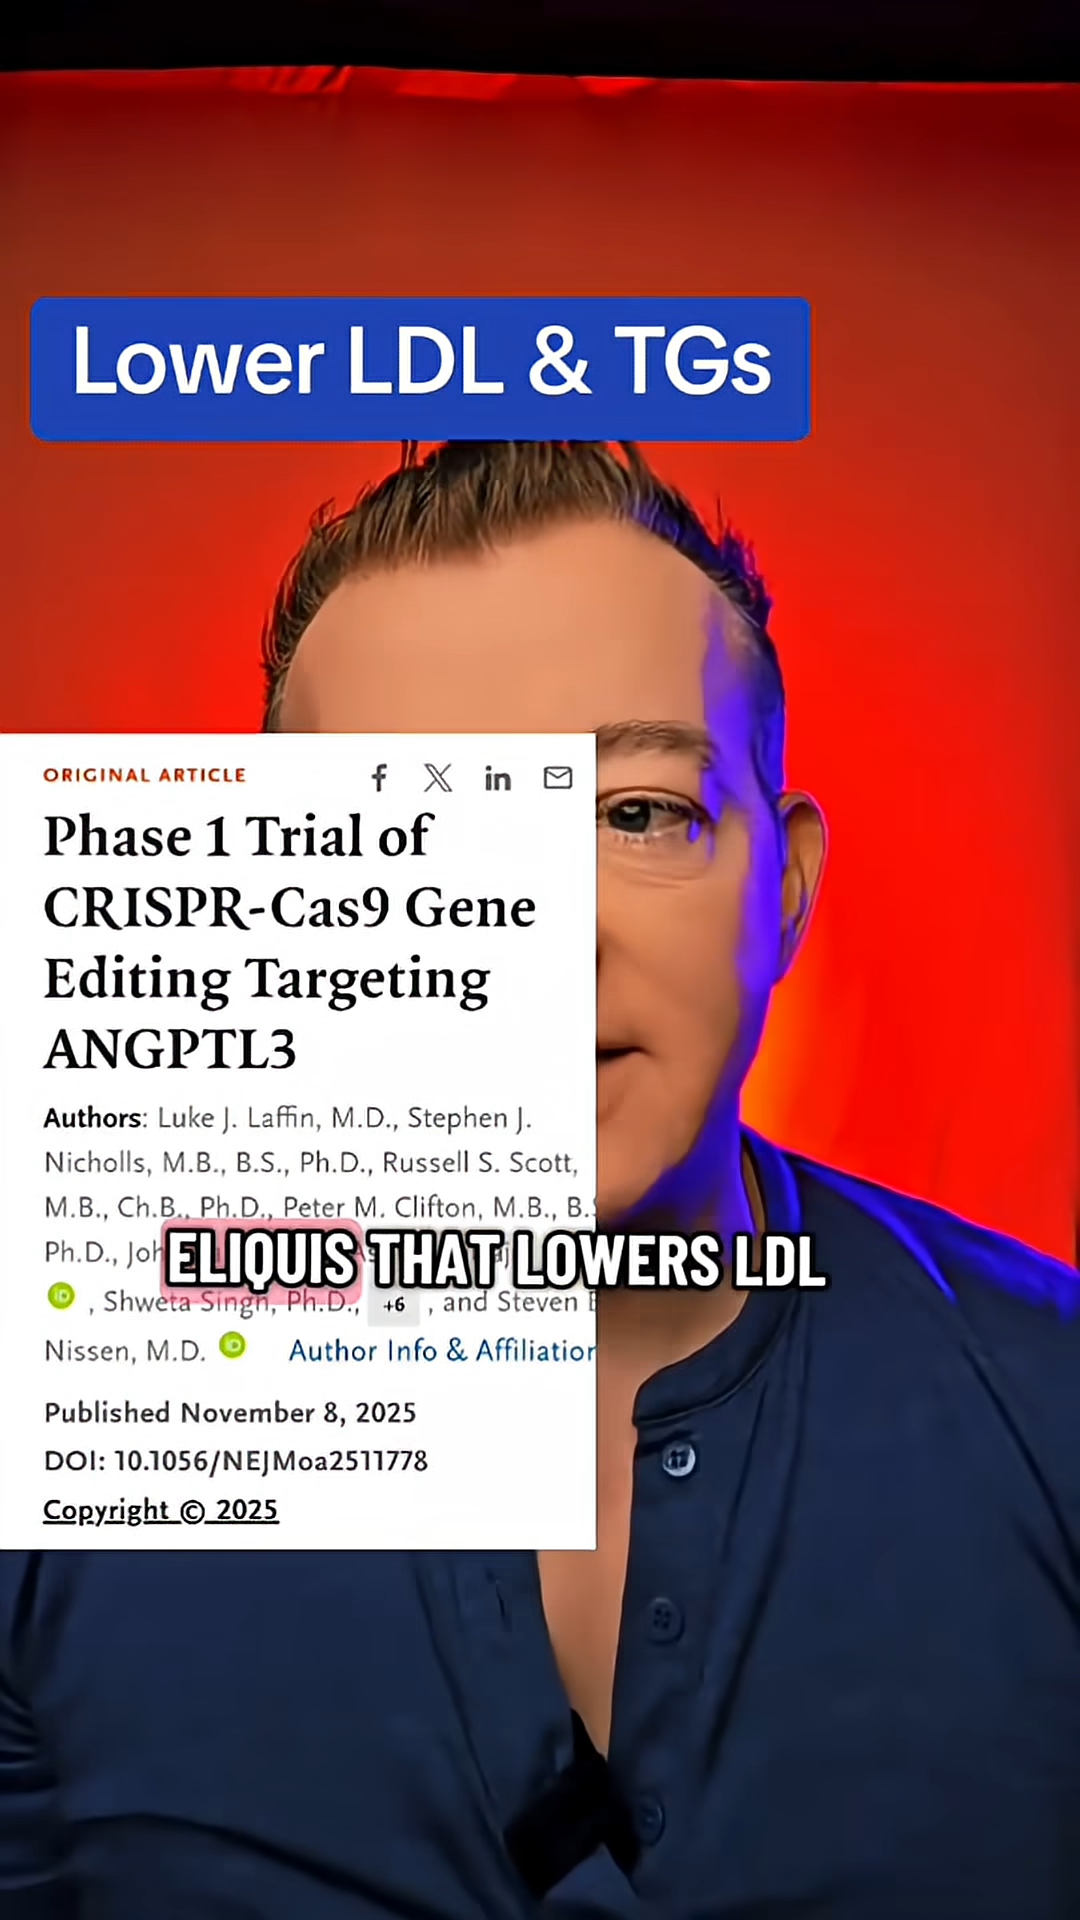 Lower LDL & TGs
ORIGINAL ARTICLE
Phase 1 Trial of
CRISPR-Cas9 Gene
Editing Targeting
ANGPTL3
Authors: Luke J. Laffin, M.D., Stephen J.
Nicholls, M.B., B.S., Ph.D., Russell S. Scott,
M.B., Ch.B., Ph.D., Peter M. Clifton, M.B., B.
Ph.D.,
ELIQUIS THAT LOWERS LDL
, Shweta Singh, Ph.D., +6 , and Steven
Nissen, M.D. Author Info & Affiliation
Published November 8, 2025
DOI: 10.1056/NEJMoa2511778
Copyright © 2025